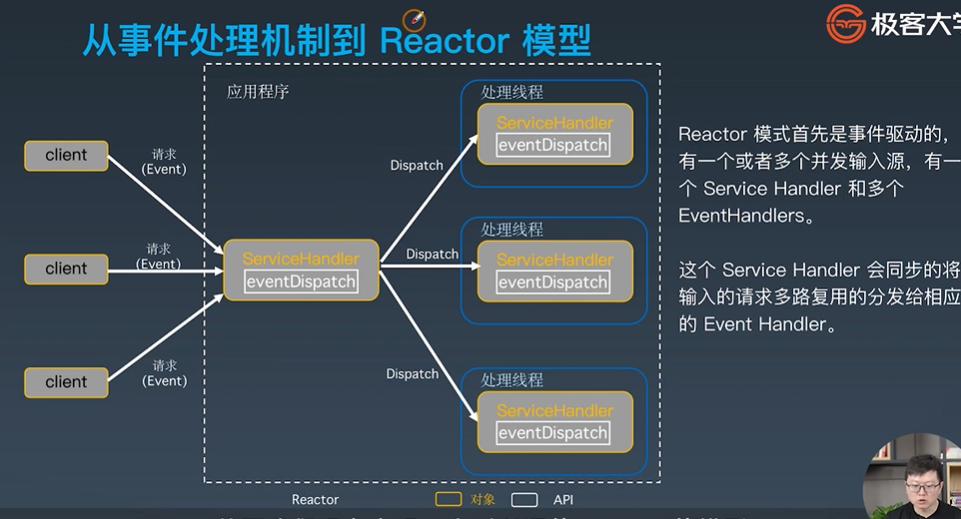 从事件处理机制到 Reactor 模型
极客大学
应用程序
处理线程
ServiceHandler
eventDispatch
client
请求
(Event)
Dispatch
Reactor 模式首先是事件驱动的，
有一个或者多个并发输入源，有一
个 Service Handler 和多个
EventHandlers。
处理线程
ServiceHandler
eventDispatch
client
请求
(Event)
ServiceHandler
eventDispatch
Dispatch
这个 Service Handler 会同步的将
输入的请求多路复用的分发给相应
的 Event Handler。
client
请求
(Event)
Dispatch
处理线程
ServiceHandler
eventDispatch
Reactor
对象
API